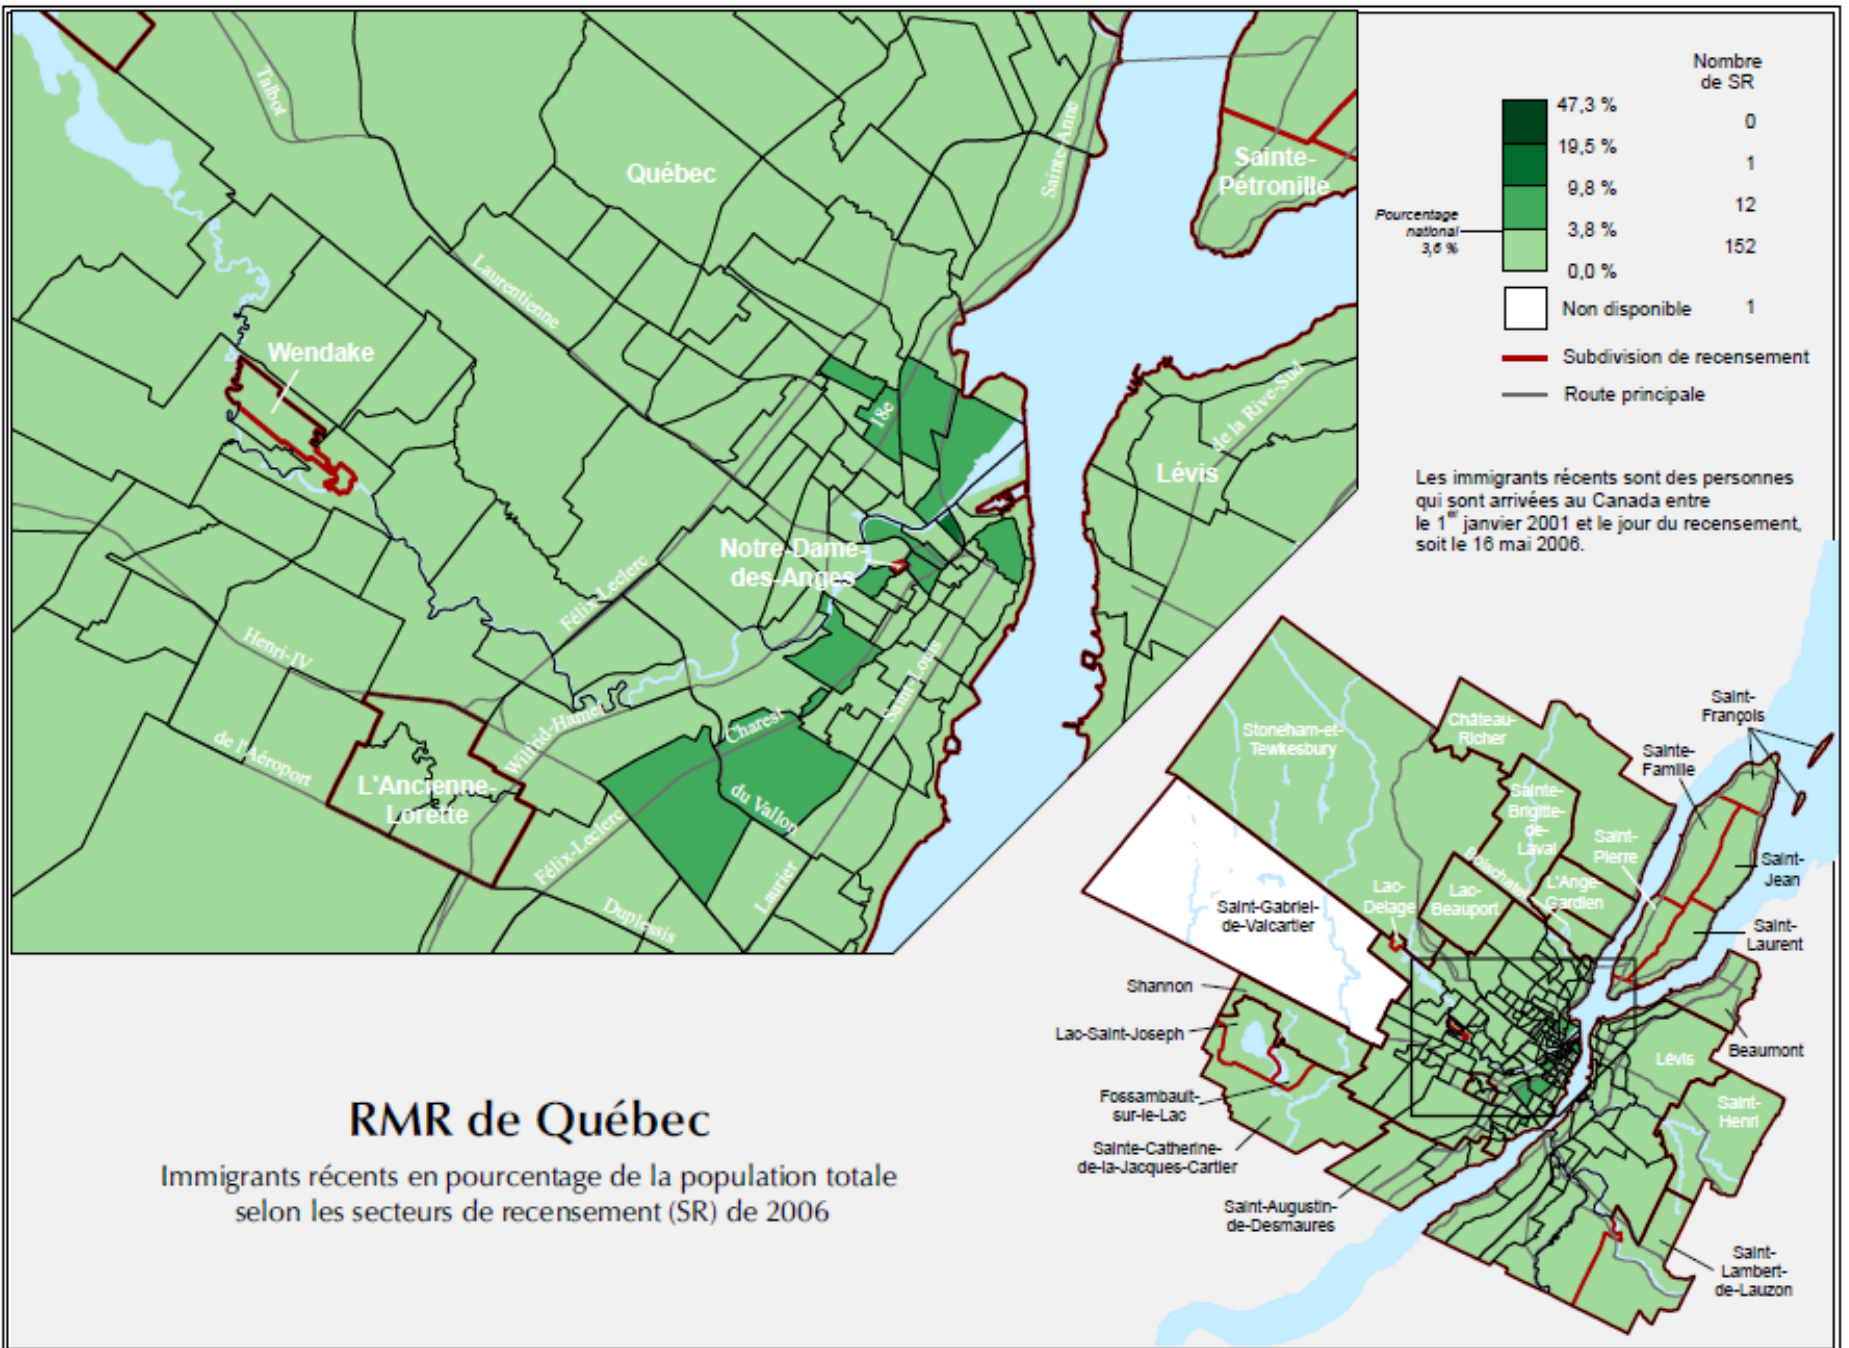 Talbot
Québec
Sainte-Anne
Sainte-
Pétronille
Laurentienne
Wendake
18e
de la Rive-Sud
Lévis
Notre-Dame-
des-Anges
Félix-Leclerc
Henri-IV
Saint-Louis
Wilfrid-Hamel
Charest
de l'Aéroport
L'Ancienne-
Lorette
du Vallon
Félix-Leclerc
Laurier
Duplessis
Nombre
de SR
47,3 %
0
19,5 %
1
9,8 %
12
Pourcentage
national
3,6 %
3,8 %
152
0,0 %
Non disponible
1
Subdivision de recensement
Route principale
Les immigrants récents sont des personnes
qui sont arrivées au Canada entre
le 1er janvier 2001 et le jour du recensement,
soit le 16 mai 2006.
Saint-
François
Stoneham-et-
Tewkesbury
Château-
Richer
Sainte-
Famille
Sainte-
Brigitte-
de-
Laval
Saint-
Pierre
Saint-
Jean
Boischatel
L'Ange-
Gardien
Lac-
Delage
Lac-
Beauport
Saint-Gabriel-
de-Valcartier
Saint-
Laurent
Shannon
Lac-Saint-Joseph
Beaumont
Lévis
Fossambault-
sur-le-Lac
Saint-
Henri
Sainte-Catherine-
de-la-Jacques-Cartier
Saint-Augustin-
de-Desmaures
Saint-
Lambert-
de-Lauzon
RMR de Québec
Immigrants récents en pourcentage de la population totale
selon les secteurs de recensement (SR) de 2006